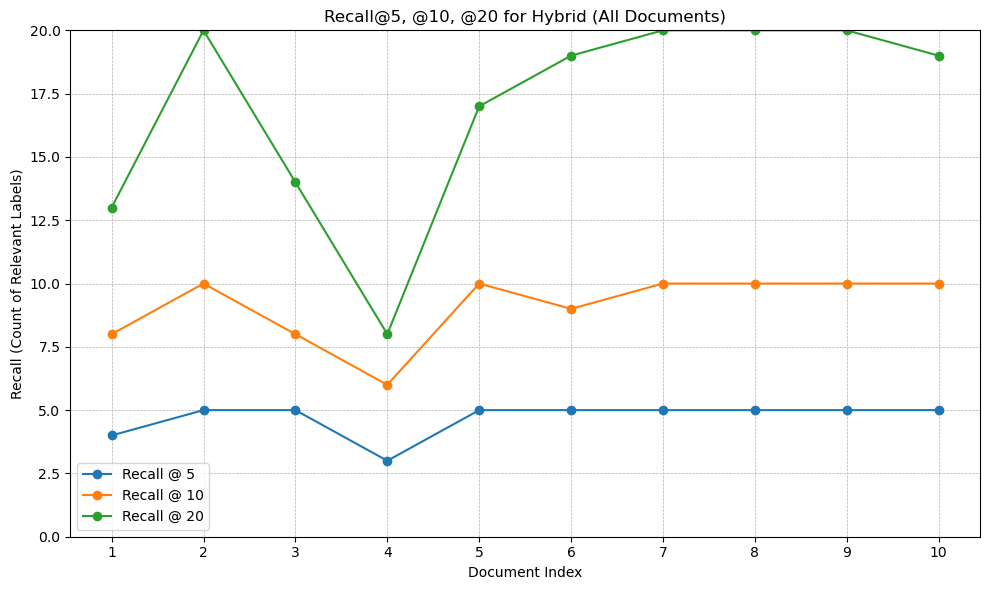 Recall@5, @10, @20 for Hybrid (All Documents)
Recall (Count of Relevant Labels)
20.0
17.5
15.0
12.5
10.0
7.5
5.0
2.5
0.0
Recall @ 5
Recall @ 10
Recall @ 20
1 2 3 4 5 6 7 8 9 10
Document Index